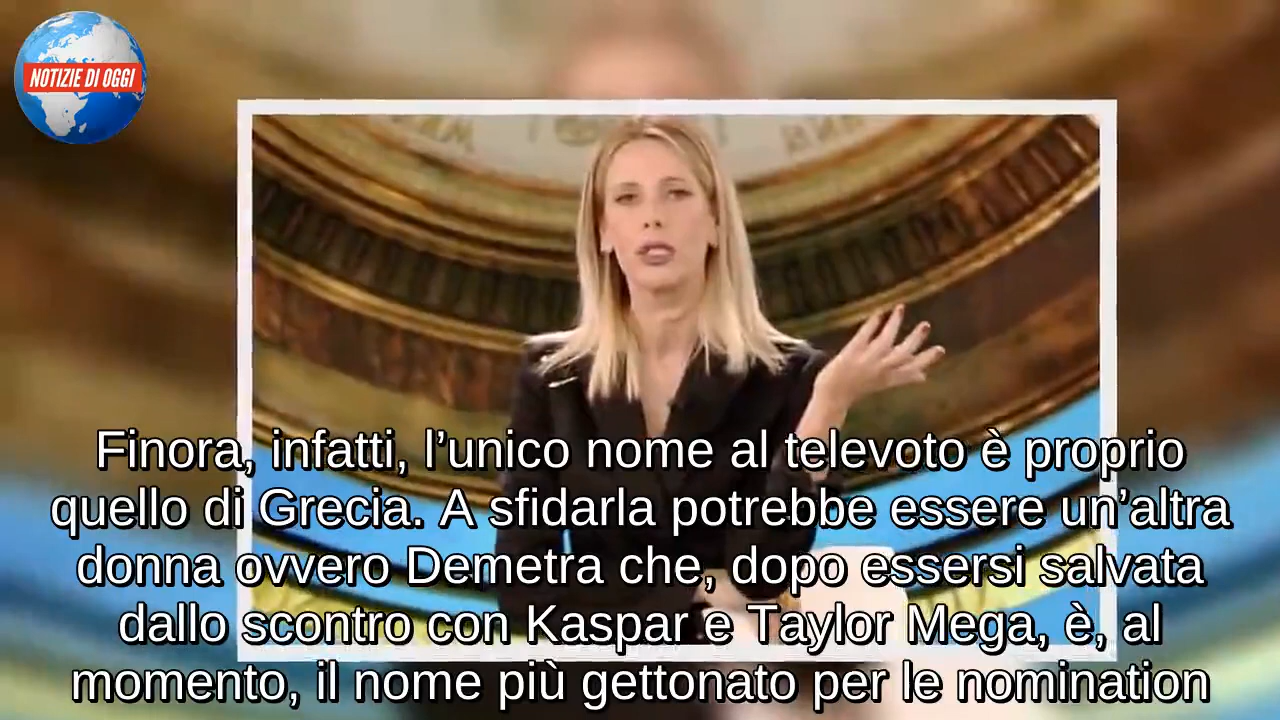 NOTIZIE DI OGGI
Finora, infatti, l’unico nome al televoto è proprio
quello di Grecia. A sfidarla potrebbe essere un’altra
donna ovvero Demetra che, dopo essersi salvata
dallo scontro con Kaspar e Taylor Mega, è, al
momento, il nome più gettonato per le nomination